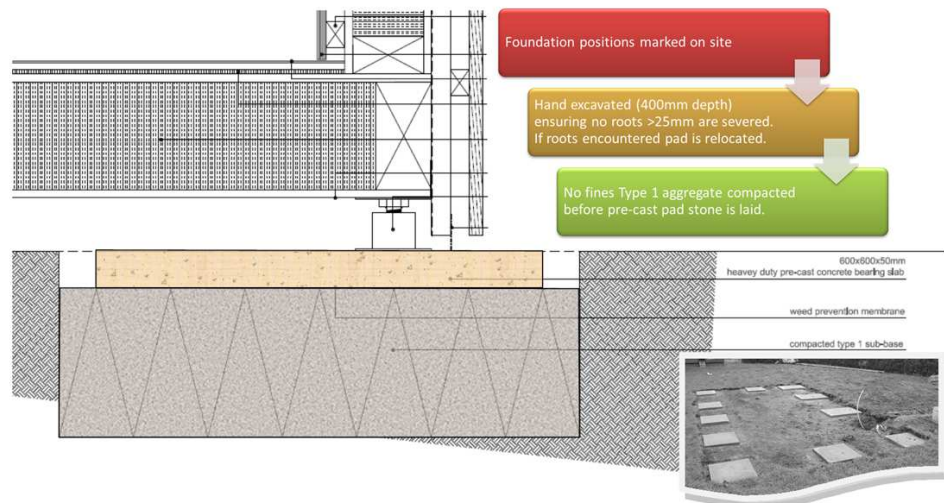 Foundation positions marked on site
Hand excavated (400mm depth)
ensuring no roots >25mm are severed.
If roots encountered pad is relocated.
No fines Type 1 aggregate compacted
before pre-cast pad stone is laid.
600x600x50mm
heavey duty pre-cast concrete bearing slab
weed prevention membrane
compacted type 1 sub-base